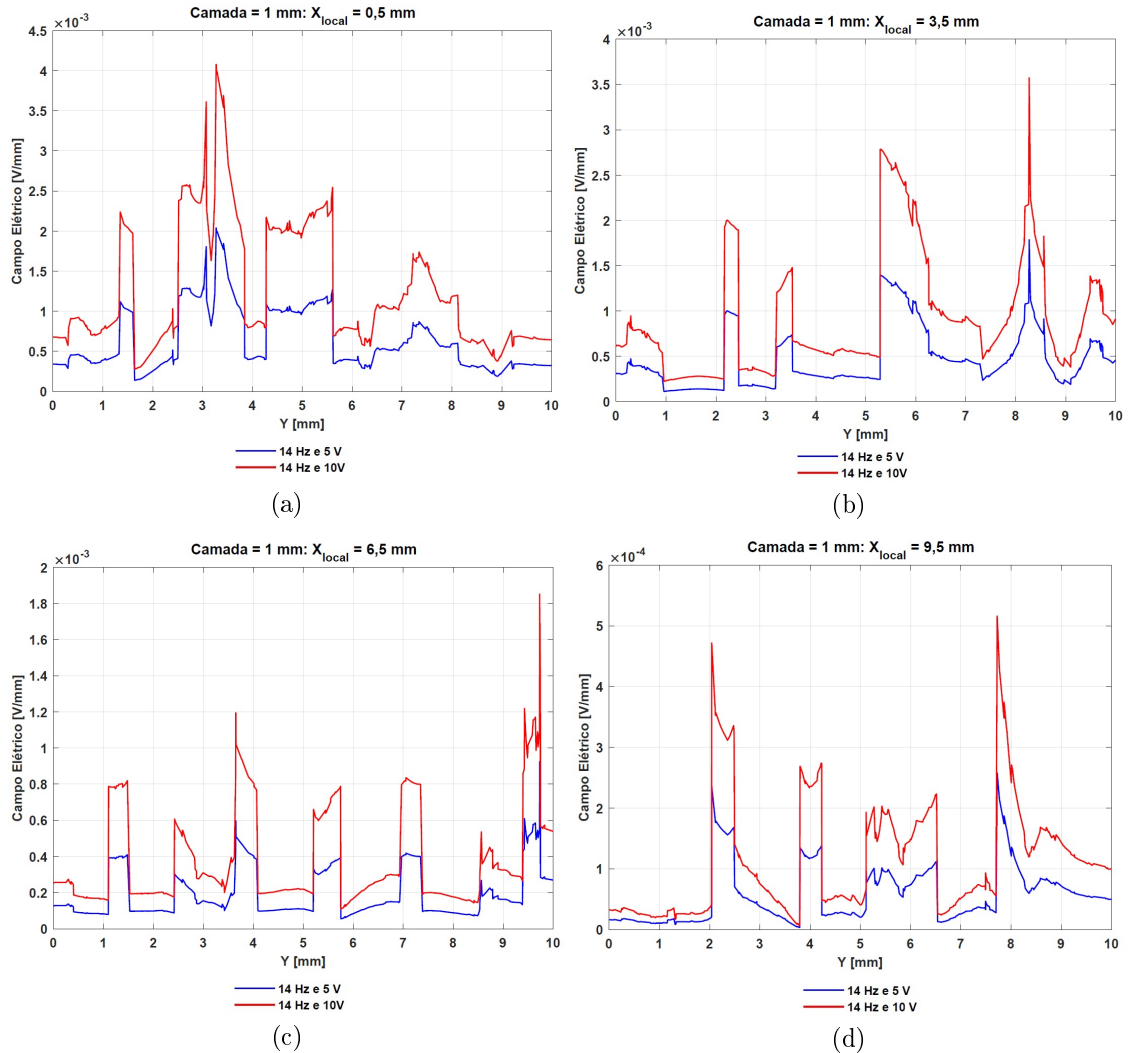 Camada = 1 mm: X_local = 0,5 mm
×10⁻³
4.5
4
3.5
3
2.5
2
1.5
1
0.5
0
Campo Elétrico [V/mm]
0 1 2 3 4 5 6 7 8 9 10
Y [mm]
14 Hz e 5 V
14 Hz e 10V
(a)
Camada = 1 mm: X_local = 3,5 mm
×10⁻³
4
3.5
3
2.5
2
1.5
1
0.5
0
Campo Elétrico [V/mm]
0 1 2 3 4 5 6 7 8 9 10
Y [mm]
14 Hz e 5 V
14 Hz e 10V
(b)
Camada = 1 mm: X_local = 6,5 mm
×10⁻³
2
1.8
1.6
1.4
1.2
1
0.8
0.6
0.4
0.2
0
Campo Elétrico [V/mm]
0 1 2 3 4 5 6 7 8 9 10
Y [mm]
14 Hz e 5 V
14 Hz e 10V
(c)
Camada = 1 mm: X_local = 9,5 mm
×10⁻⁴
6
5
4
3
2
1
0
Campo Elétrico [V/mm]
0 1 2 3 4 5 6 7 8 9 10
Y [mm]
14 Hz e 5 V
14 Hz e 10 V
(d)